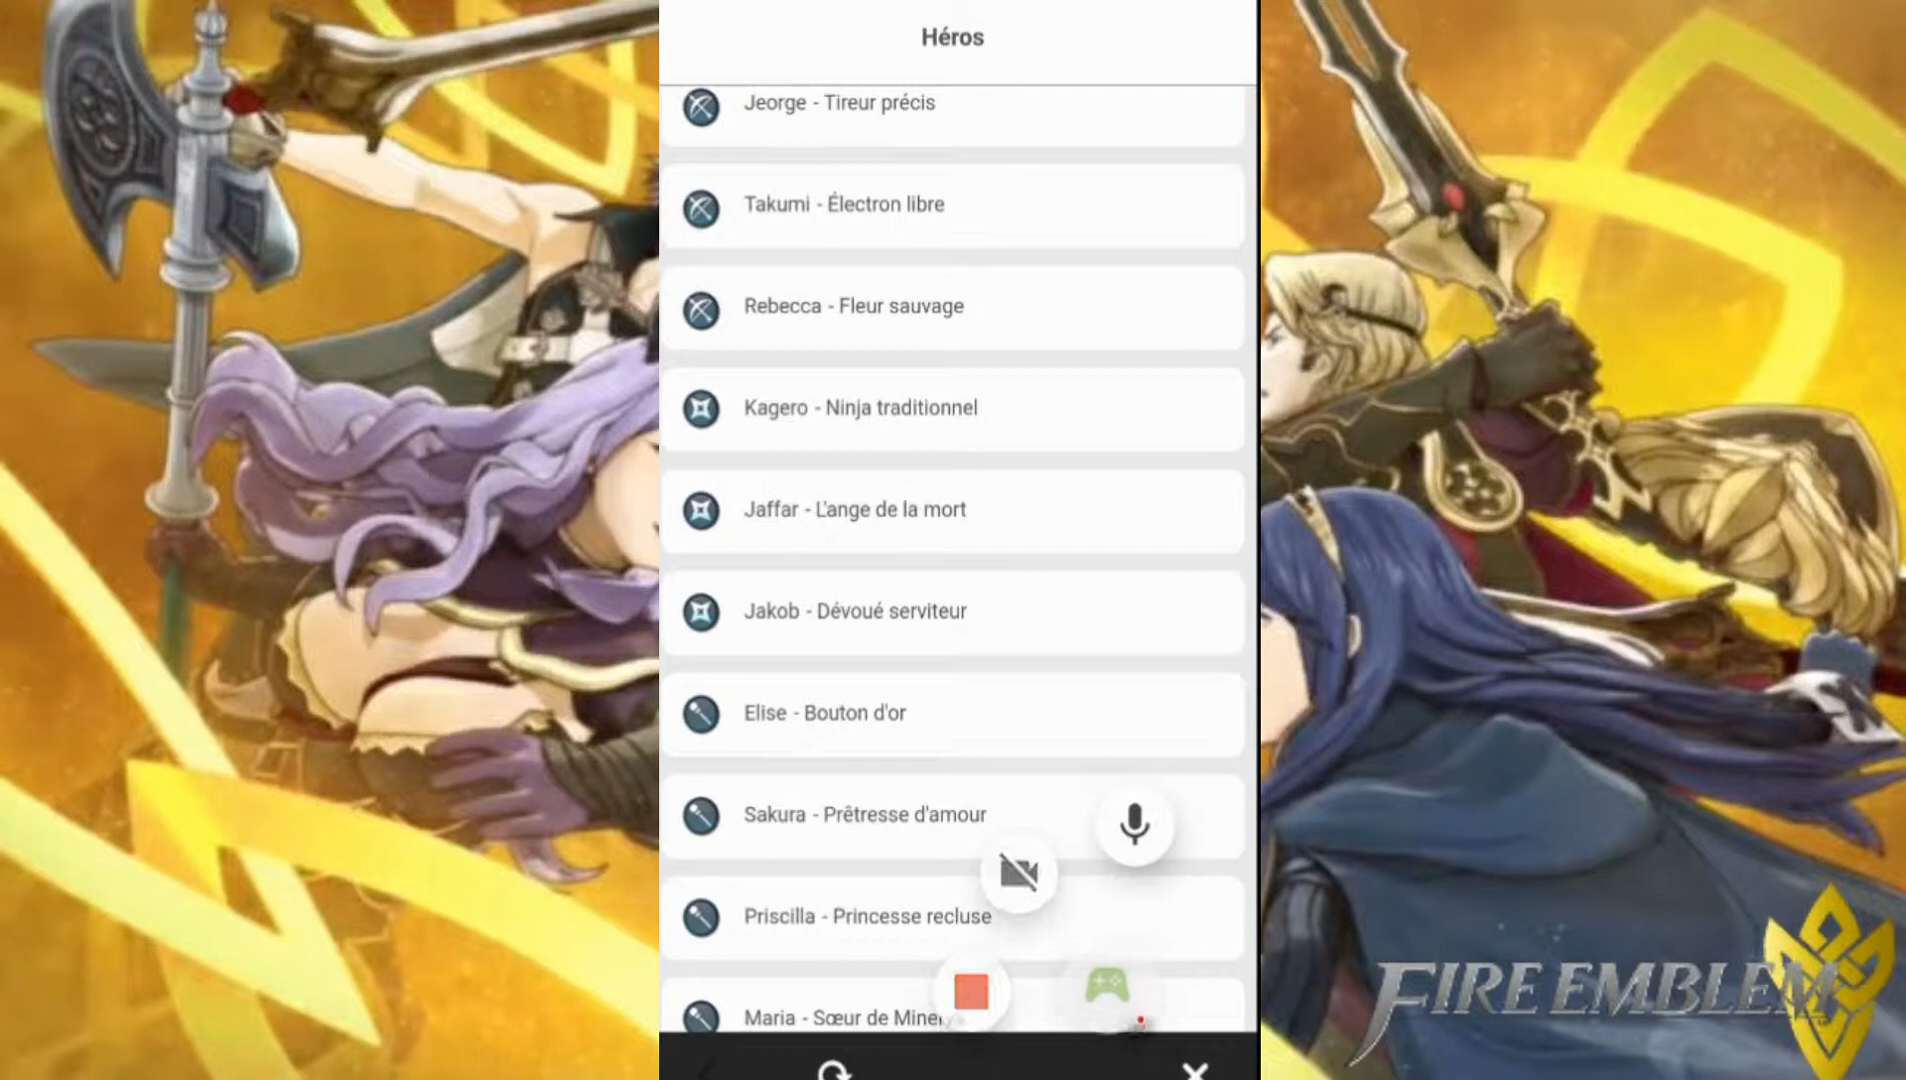 Héros
Jeorge - Tireur précis
Takumi - Électron libre
Rebecca - Fleur sauvage
Kagero - Ninja traditionnel
Jaffar - L'ange de la mort
Jakob - Dévoué serviteur
Elise - Bouton d'or
Sakura - Prêtresse d'amour
Priscilla - Princesse recluse
Maria - Sœur de
FIRE EMBLEM